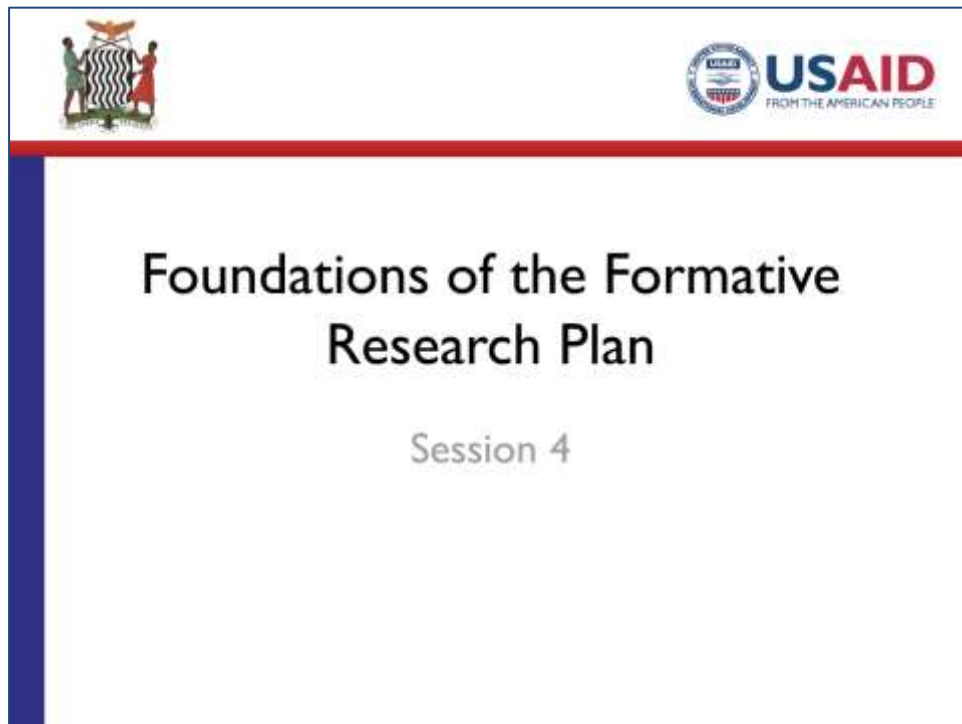 USAID
FROM THE AMERICAN PEOPLE
Foundations of the Formative
Research Plan
Session 4